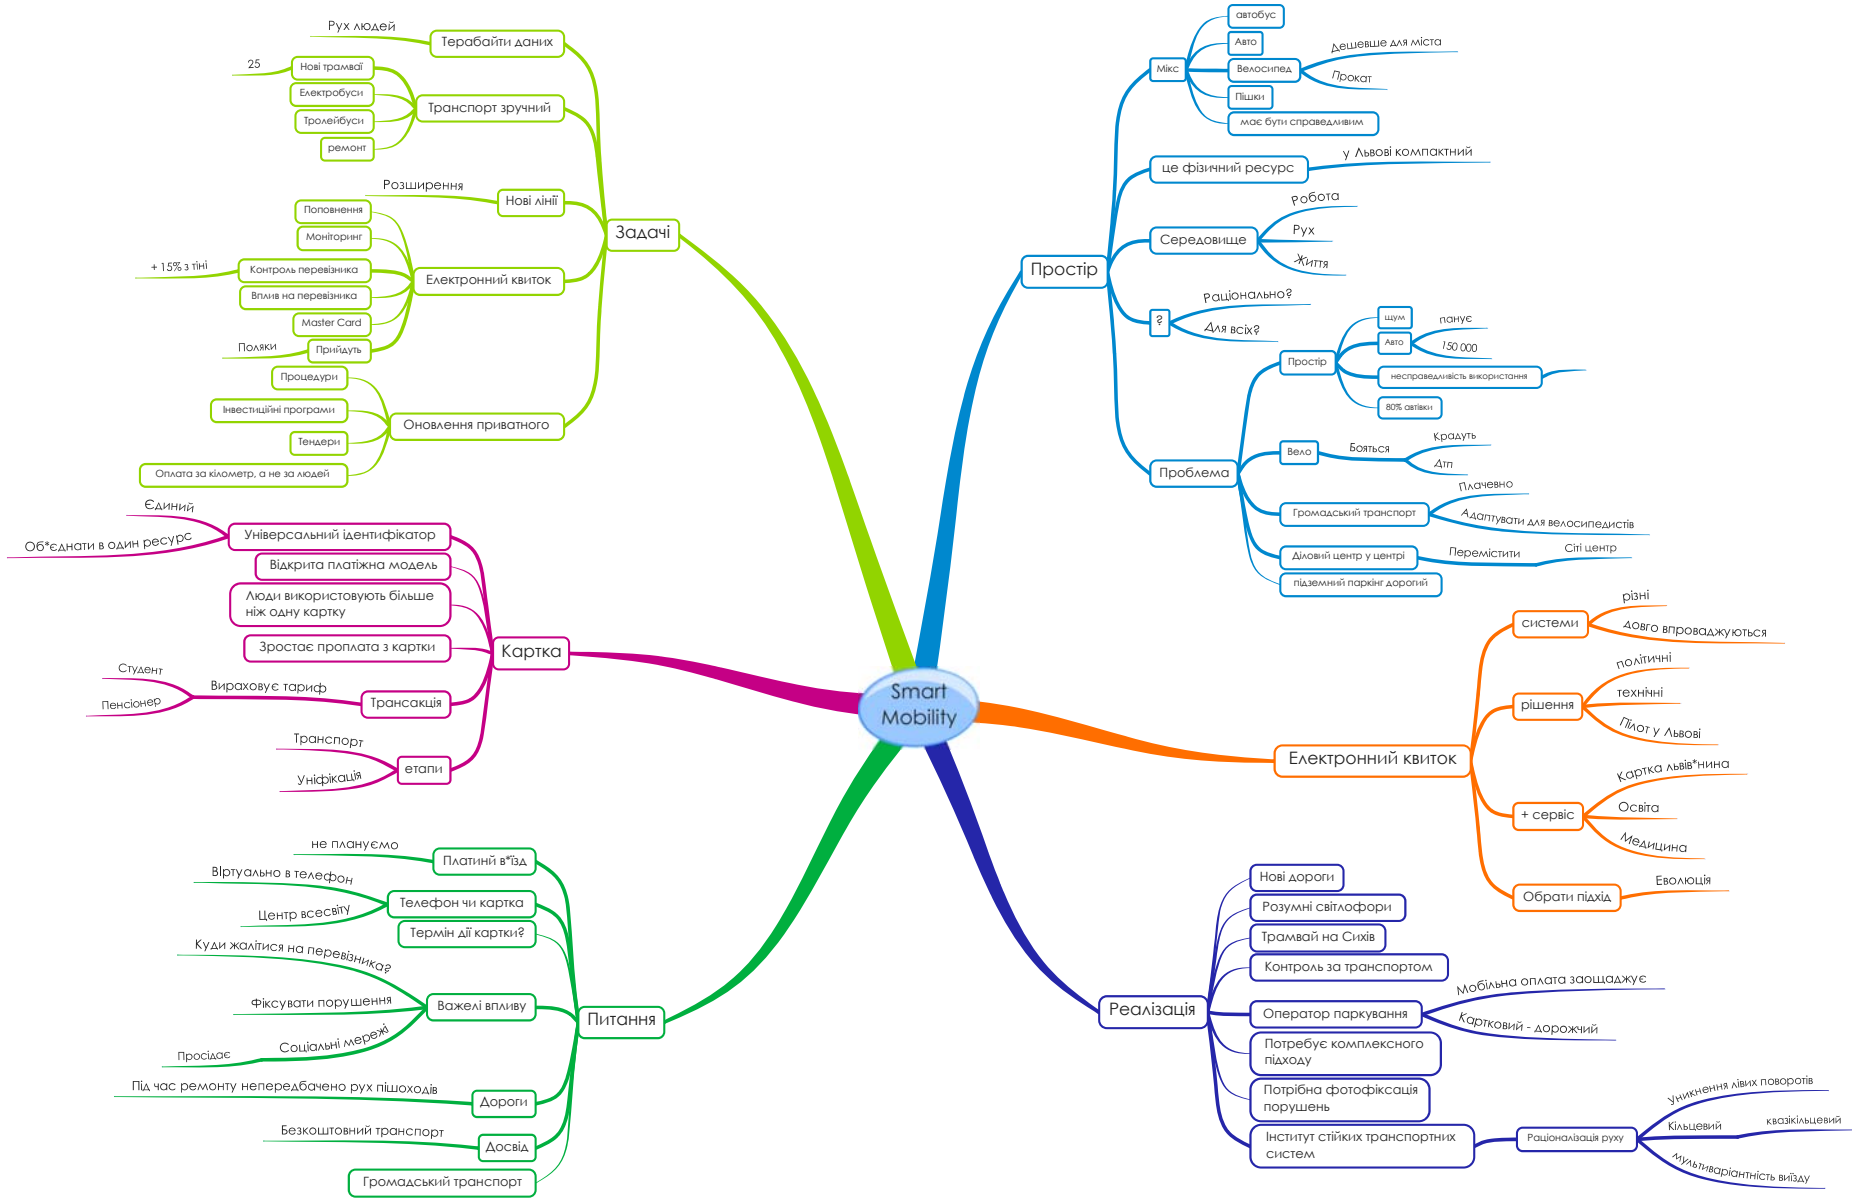 Smart
Mobility
Задачі
Терабайти даних
Рух людей
Транспорт зручний
Нові трамваї
25
Електробуси
Тролейбуси
ремонт
Нові лінії
Розширення
Електронний квиток
Поповнення
Моніторинг
Контроль перевізника
+ 15% з тіні
Вплив на перевізника
Master Card
Прийдуть
Поляки
Оновлення приватного
Процедури
Інвестиційні програми
Тендери
Оплата за кілометр, а не за людей
Картка
Універсальний ідентифікатор
Єдиний
Об*єднати в один ресурс
Відкрита платіжна модель
Люди використовують більше
ніж одну картку
Зростає проплата з картки
Трансакція
Вираховує тариф
Студент
Пенсіонер
етапи
Транспорт
Уніфікація
Питання
Платиній в*їзд
не плануємо
Телефон чи картка
ВІртуально в телефон
Центр всесвіту
Термін дії картки?
Важелі впливу
Куди жалітися на перевізника?
Фіксувати порушення
Соціальні мережі
Просідає
Дороги
Під час ремонту непередбачено рух пішоходів
Досвід
Безкоштовний транспорт
Громадський транспорт
Простір
Мікс
автобус
Авто
Велосипед
Дешевше для міста
Прокат
Пішки
має бути справедливим
це фізичний ресурс
у Львові компактний
Середовище
Робота
Рух
Життя
?
Раціонально?
Для всіх?
Проблема
Простір
щум
Авто
панує
150 000
несправедливість використання
80% автівки
Вело
Бояться
Крадуть
Дтп
Громадський транспорт
Плачевно
Адаптувати для велосипедистів
Діловий центр у центрі
Перемістити
Сіті центр
підземний паркінг дорогий
Електронний квиток
системи
різні
довго впроваджуються
рішення
політичні
технічні
Пілот у Львові
+ сервіс
Картка львів*нина
Освіта
Медицина
Обрати підхід
Еволюція
Реалізація
Нові дороги
Розумні світлофори
Трамвай на Сихів
Контроль за транспортом
Оператор паркування
Мобільна оплата заощаджує
Картковий - дорожчий
Потребує комплексного
підходу
Потрібна фотофіксація
порушень
Інститут стійких транспортних
систем
Раціоналізація руху
Уникнення лівих поворотів
Кільцевий
квазікільцевий
мультиваріантність виїзду